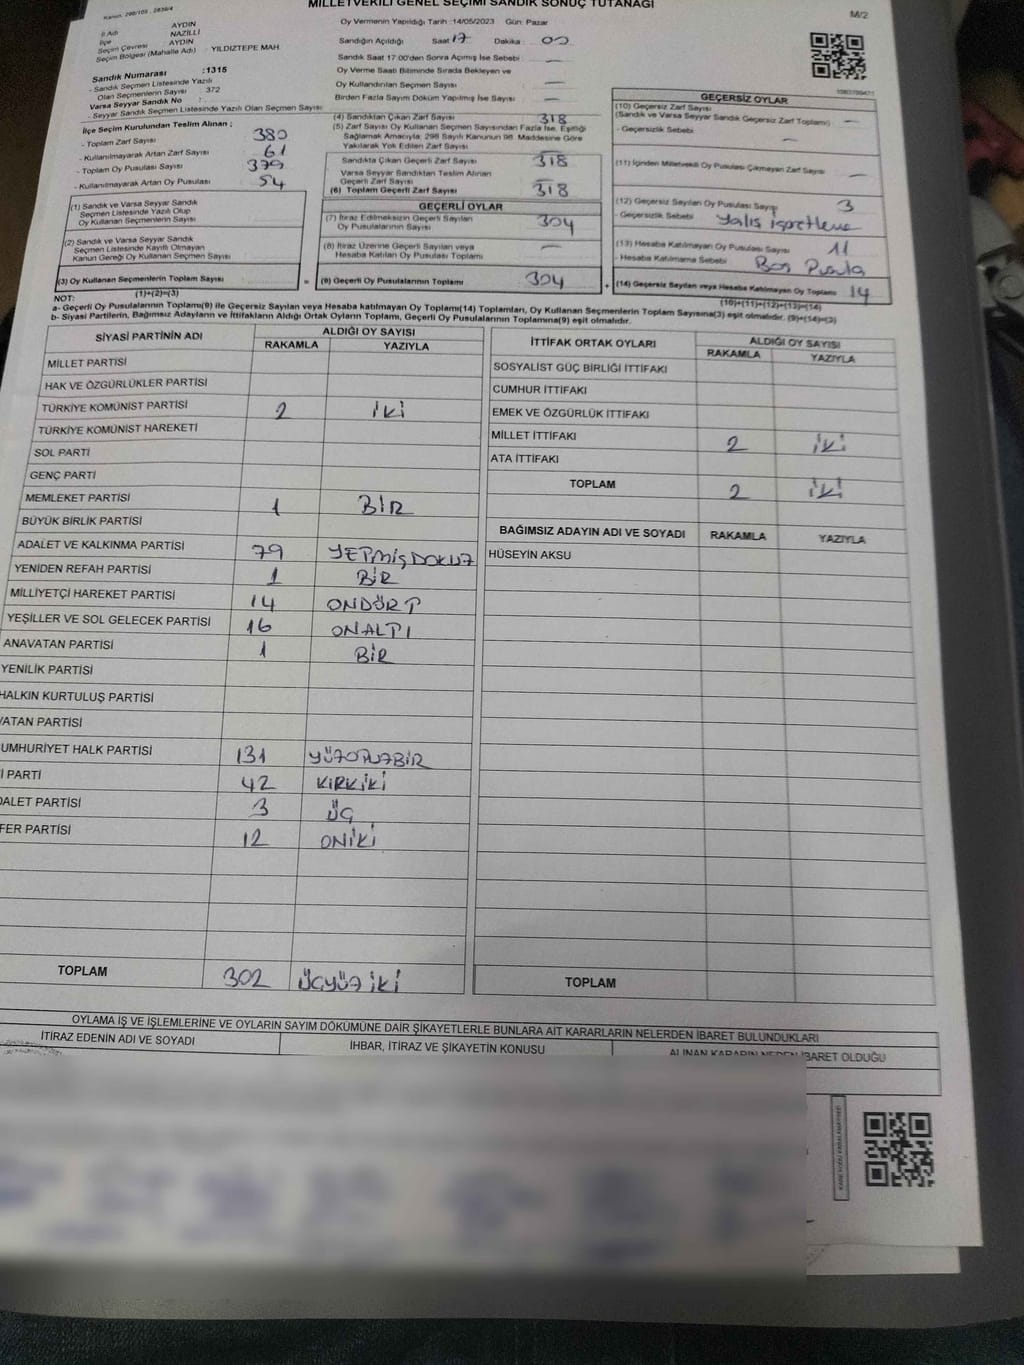 MİLLETVEKİLİ GENEL SEÇİMİ SANDIK SONUÇ TUTANAĞI
M/2
İl Adı AYDIN
İlçe NAZİLLİ
Seçim Çevresi AYDIN
Seçim Bölgesi (Mahalle Adı) : YILDIZTEPE MAH
Sandık Numarası :1315
- Sandık Seçmen Listesinde Yazılı
Olan Seçmenlerin Sayısı : 372
Varsa Seyyar Sandık No :
- Seyyar Sandık Seçmen Listesinde Yazılı Olan Seçmen Sayısı
İlçe Seçim Kurulundan Teslim Alınan ;
- Toplam Zarf Sayısı 380
- Kullanılmayarak Artan Zarf Sayısı 61
- Toplam Oy Pusulası Sayısı 379
- Kullanılmayarak Artan Oy Pusulası 54
Oy Vermenin Yapıldığı Tarih :14/05/2023 Gün: Pazar
Sandığın Açıldığı Saat 17 Dakika : 00
Sandık Saat 17.00'den Sonra Açılmış İse Sebebi : —
Oy Verme Saati Bitiminde Sırada Bekleyen ve
Oy Kullandırılan Seçmen Sayısı : —
Birden Fazla Sayım Döküm Yapılmış İse Sayısı : —
(4) Sandıktan Çıkan Zarf Sayısı 318
(5) Zarf Sayısı Oy Kullanan Seçmen Sayısından Fazla İse, Eşitliği
Sağlamak Amacıyla, 298 Sayılı Kanunun 98. Maddesine Göre
Yakılarak Yok Edilen Zarf Sayısı —
Sandıkta Çıkan Geçerli Zarf Sayısı 318
Varsa Seyyar Sandıktan Teslim Alınan
Geçerli Zarf Sayısı —
(6) Toplam Geçerli Zarf Sayısı 318
GEÇERSİZ OYLAR
(10) Geçersiz Zarf Sayısı
(Sandık ve Varsa Seyyar Sandık Geçersiz Zarf Toplamı) —
- Geçersizlik Sebebi —
(11) İçinden Milletvekili Oy Pusulası Çıkmayan Zarf Sayısı —
(12) Geçersiz Sayılan Oy Pusulası Sayısı 3
- Geçersizlik Sebebi
(13) Hesaba Katılmayan Oy Pusulası Sayısı 11
- Hesaba Katılmama Sebebi Boş Pusula
(14) Geçersiz Sayılan veya Hesaba Katılmayan Oy Toplamı 14
(10)+(11)+(12)+(13)=(14)
(1) Sandık ve Varsa Seyyar Sandık
Seçmen Listesinde Yazılı Olup
Oy Kullanan Seçmenlerin Sayısı
(2) Sandık ve Varsa Seyyar Sandık
Seçmen Listesinde Kayıtlı Olmayan
Kanun Gereği Oy Kullanan Seçmen Sayısı
(3) Oy Kullanan Seçmenlerin Toplam Sayısı
(1)+(2)=(3)
GEÇERLİ OYLAR
(7) İtiraz Edilmeksizin Geçerli Sayılan
Oy Pusulalarının Sayısı 304
(8) İtiraz Üzerine Geçerli Sayılan veya
Hesaba Katılan Oy Pusulası Toplamı —
= (9) Geçerli Oy Pusulalarının Toplamı 304 +
NOT:
a- Geçerli Oy Pusulalarının Toplamı(9) ile Geçersiz Sayılan veya Hesaba katılmayan Oy Toplamı(14) Toplamları, Oy Kullanan Seçmenlerin Toplam Sayısına(3) eşit olmalıdır. (9)+(14)=(3)
b- Siyasi Partilerin, Bağımsız Adayların ve İttifakların Aldığı Ortak Oyların Toplamı, Geçerli Oy Pusulalarının Toplamına(9) eşit olmalıdır.
SİYASİ PARTİNİN ADI ALDIĞI OY SAYISI
RAKAMLA YAZIYLA
MİLLET PARTİSİ
HAK VE ÖZGÜRLÜKLER PARTİSİ
TÜRKİYE KOMÜNİST PARTİSİ 2 İKİ
TÜRKİYE KOMÜNİST HAREKETİ
SOL PARTİ
GENÇ PARTİ
MEMLEKET PARTİSİ 1 BİR
BÜYÜK BİRLİK PARTİSİ
ADALET VE KALKINMA PARTİSİ 79 YETMİŞDOKUZ
YENİDEN REFAH PARTİSİ 1 BİR
MİLLİYETÇİ HAREKET PARTİSİ 14 ONDÖRT
YEŞİLLER VE SOL GELECEK PARTİSİ 16 ONALTI
ANAVATAN PARTİSİ 1 BİR
YENİLİK PARTİSİ
HALKIN KURTULUŞ PARTİSİ
VATAN PARTİSİ
UMHURİYET HALK PARTİSİ 131 YÜZOTUZBİR
İ PARTİ 42 KIRKİKİ
DALET PARTİSİ 3 ÜÇ
FER PARTİSİ 12 ONİKİ
TOPLAM 302 ÜÇYÜZ İKİ
İTTİFAK ORTAK OYLARI ALDIĞI OY SAYISI
RAKAMLA YAZIYLA
SOSYALİST GÜÇ BİRLİĞİ İTTİFAKI
CUMHUR İTTİFAKI
EMEK VE ÖZGÜRLÜK İTTİFAKI
MİLLET İTTİFAKI 2 İKİ
ATA İTTİFAKI
TOPLAM 2 İKİ
BAĞIMSIZ ADAYIN ADI VE SOYADI RAKAMLA YAZIYLA
HÜSEYİN AKSU
TOPLAM
OYLAMA İŞ VE İŞLEMLERİNE VE OYLARIN SAYIM DÖKÜMÜNE DAİR ŞİKAYETLERLE BUNLARA AİT KARARLARIN NELERDEN İBARET BULUNDUKLARI
İTİRAZ EDENİN ADI VE SOYADI İHBAR, İTİRAZ VE ŞİKAYETİN KONUSU ALINAN KARARIN NEDEN İBARET OLDUĞU